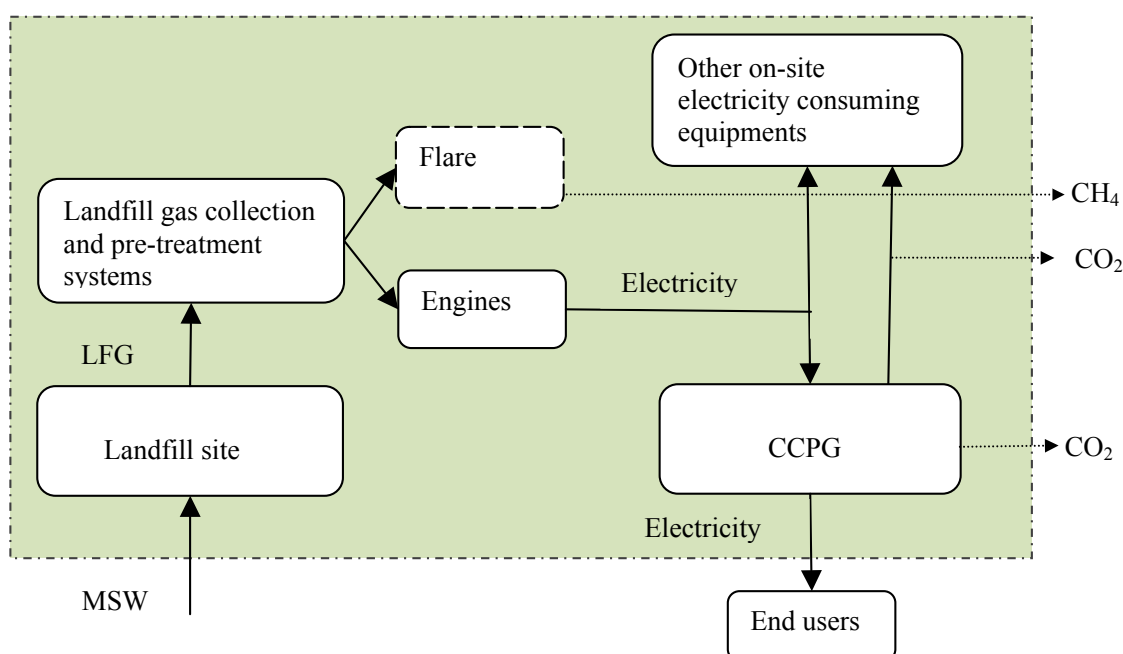 Other on-site
electricity consuming
equipments
Flare
CH₄
Landfill gas collection
and pre-treatment
systems
CO₂
Engines
Electricity
LFG
Landfill site
CCPG
CO₂
Electricity
MSW
End users